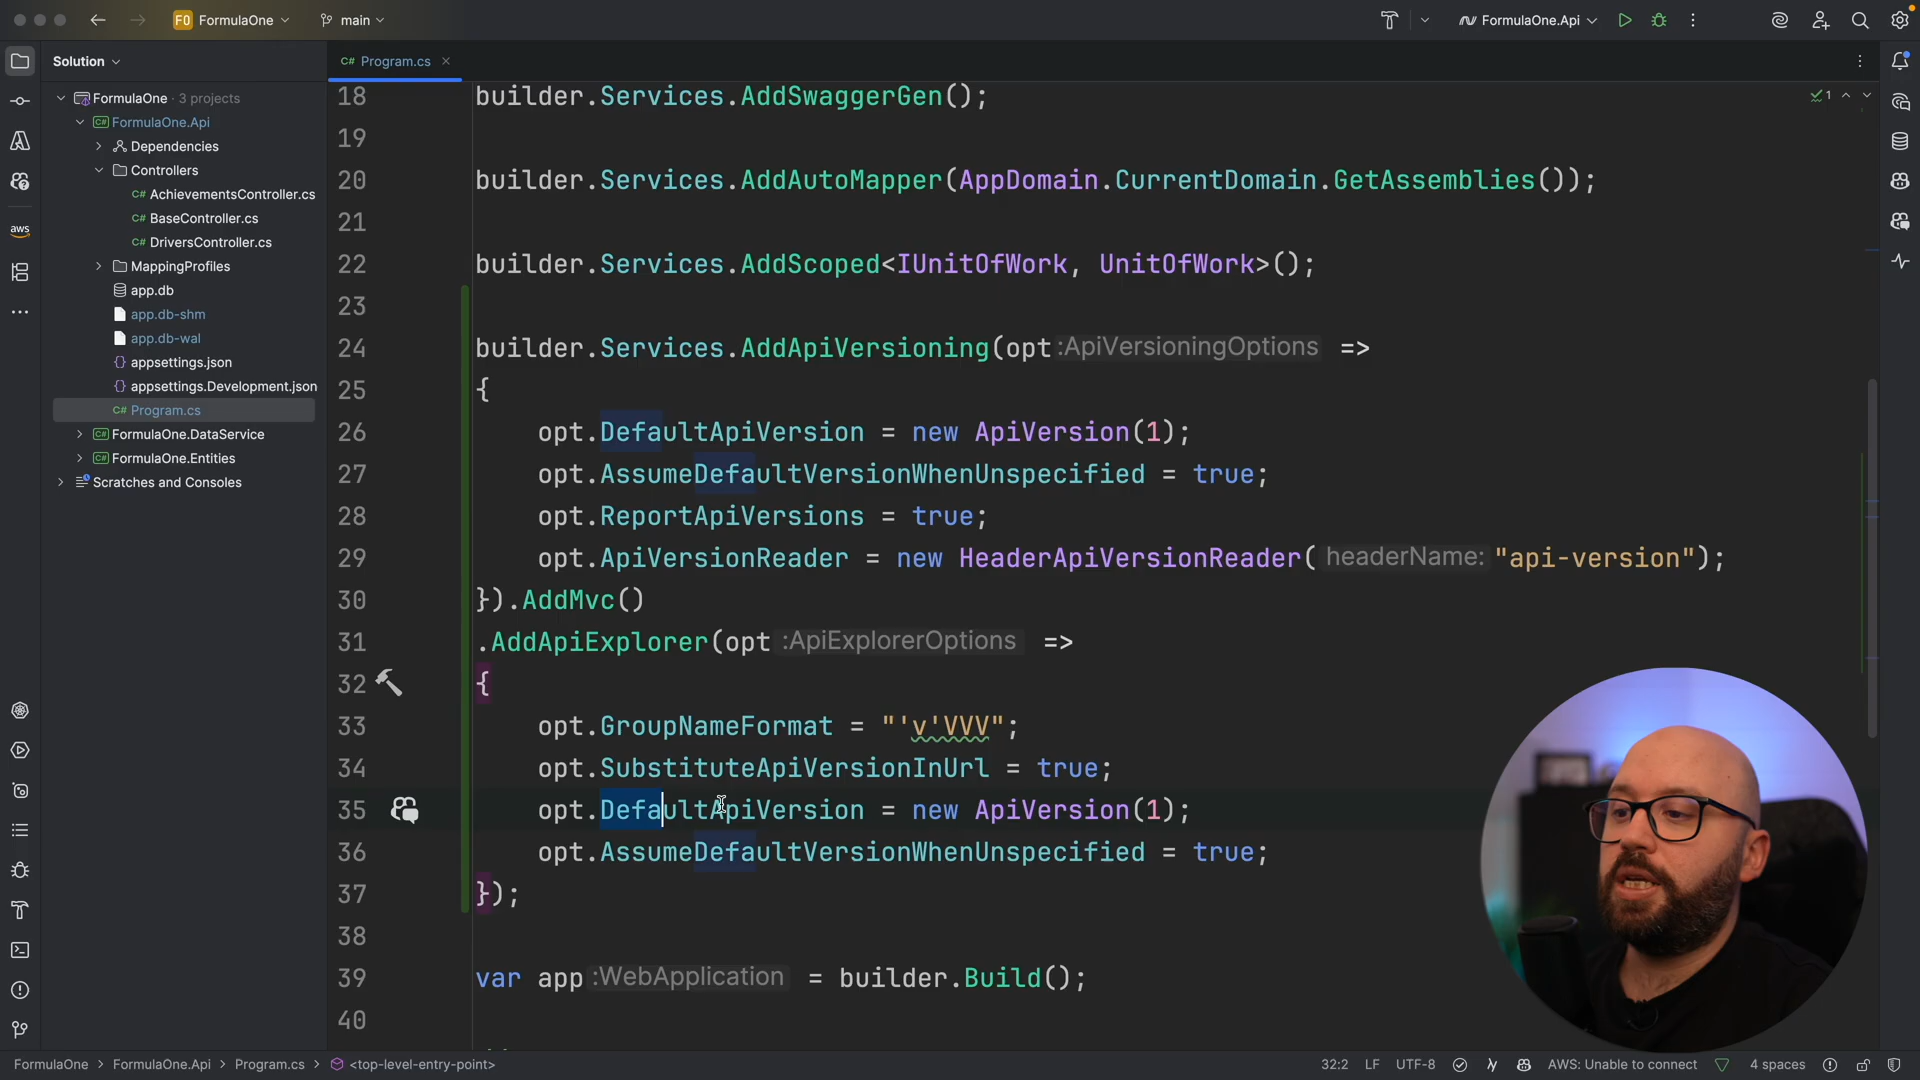 FO FormulaOne main FormulaOne.Api
Solution
C# Program.cs
FormulaOne · 3 projects
C# FormulaOne.Api
Dependencies
Controllers
C# AchievementsController.cs
C# BaseController.cs
C# DriversController.cs
MappingProfiles
app.db
app.db-shm
app.db-wal
{} appsettings.json
{} appsettings.Development.json
C# Program.cs
C# FormulaOne.DataService
C# FormulaOne.Entities
Scratches and Consoles
aws
1
18 builder.Services.AddSwaggerGen();
19
20 builder.Services.AddAutoMapper(AppDomain.CurrentDomain.GetAssemblies());
21
22 builder.Services.AddScoped<IUnitOfWork, UnitOfWork>();
23
24 builder.Services.AddApiVersioning(opt :ApiVersioningOptions =>
25 {
26 opt.DefaultApiVersion = new ApiVersion(1);
27 opt.AssumeDefaultVersionWhenUnspecified = true;
28 opt.ReportApiVersions = true;
29 opt.ApiVersionReader = new HeaderApiVersionReader( headerName: "api-version");
30 }).AddMvc()
31 .AddApiExplorer(opt :ApiExplorerOptions =>
32 {
33 opt.GroupNameFormat = "'v'VVV";
34 opt.SubstituteApiVersionInUrl = true;
35 opt.DefaultApiVersion = new ApiVersion(1);
36 opt.AssumeDefaultVersionWhenUnspecified = true;
37 });
38
39 var app :WebApplication = builder.Build();
40
FormulaOne > FormulaOne.Api > Program.cs > <top-level-entry-point> 32:2 LF UTF-8 AWS: Unable to connect 4 spaces